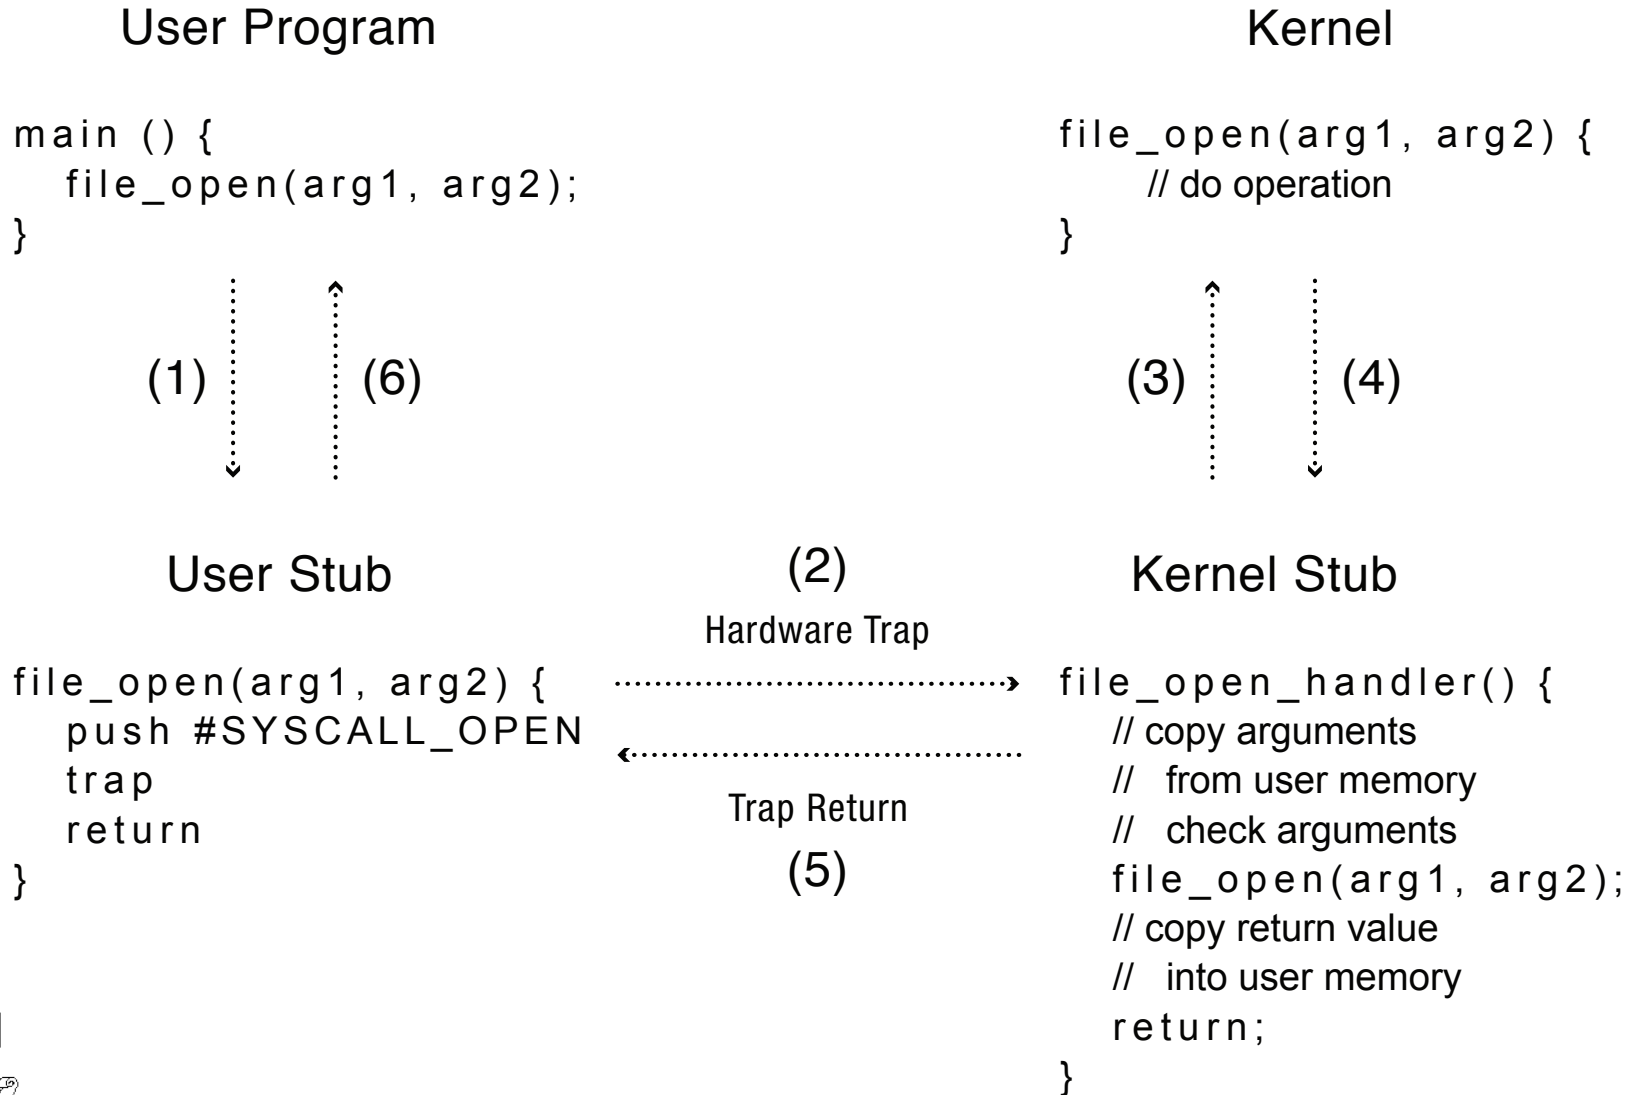 User Program
main () {
file_open(arg1, arg2);
}
Kernel
file_open(arg1, arg2) {
// do operation
}
(1)
(6)
(3)
(4)
User Stub
file_open(arg1, arg2) {
push #SYSCALL_OPEN
trap
return
}
(2)
Hardware Trap
Trap Return
(5)
Kernel Stub
file_open_handler() {
// copy arguments
// from user memory
// check arguments
file_open(arg1, arg2);
// copy return value
// into user memory
return;
}